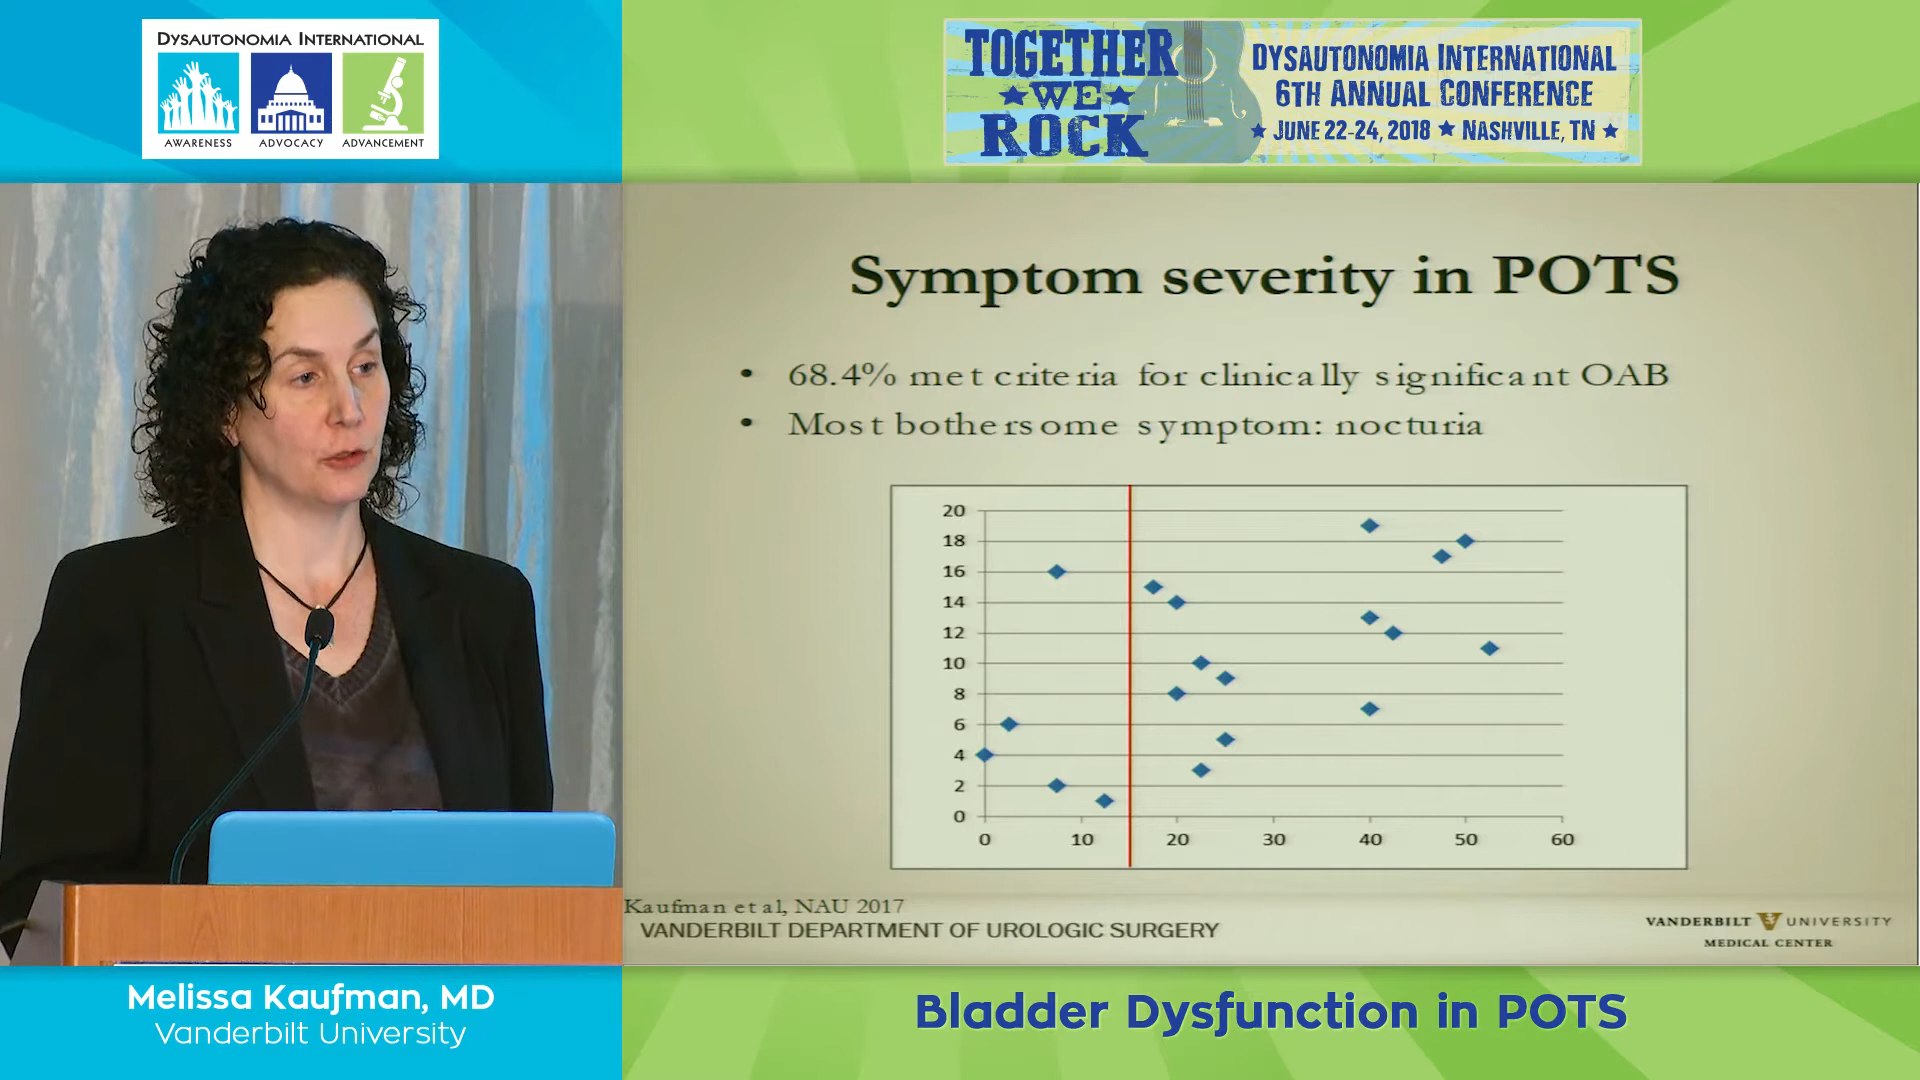 DYSAUTONOMIA INTERNATIONAL
AWARENESS
ADVOCACY
ADVANCEMENT
TOGETHER
WE
ROCK
DYSAUTONOMIA INTERNATIONAL
6TH ANNUAL CONFERENCE
JUNE 22-24, 2018 ★ NASHVILLE, TN
Symptom severity in POTS
• 68.4% met criteria for clinically significant OAB
• Most bothersome symptom: nocturia
20
18
16
14
12
10
8
6
4
2
0
0 10 20 30 40 50 60
Kaufman et al, NAU 2017
VANDERBILT DEPARTMENT OF UROLOGIC SURGERY
VANDERBILT V UNIVERSITY
MEDICAL CENTER
Melissa Kaufman, MD
Vanderbilt University
Bladder Dysfunction in POTS